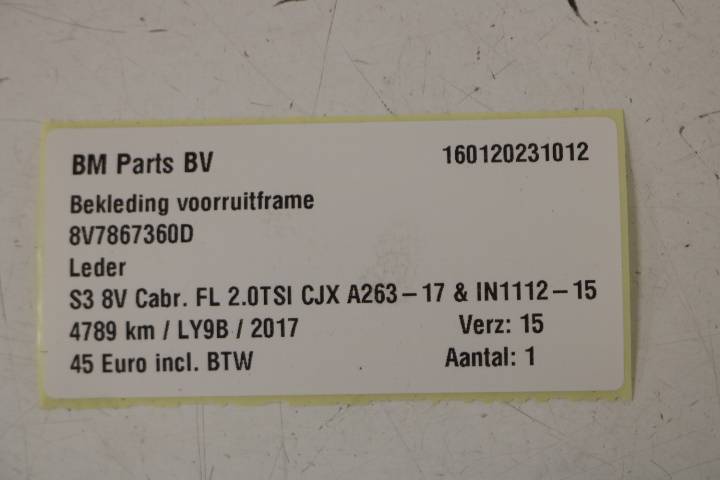 BM Parts BV 160120231012
Bekleding voorruitframe
8V7867360D
Leder
S3 8V Cabr. FL 2.0TSI CJX A263-17 & IN1112-15
4789 km / LY9B / 2017 Verz: 15
45 Euro incl. BTW Aantal: 1